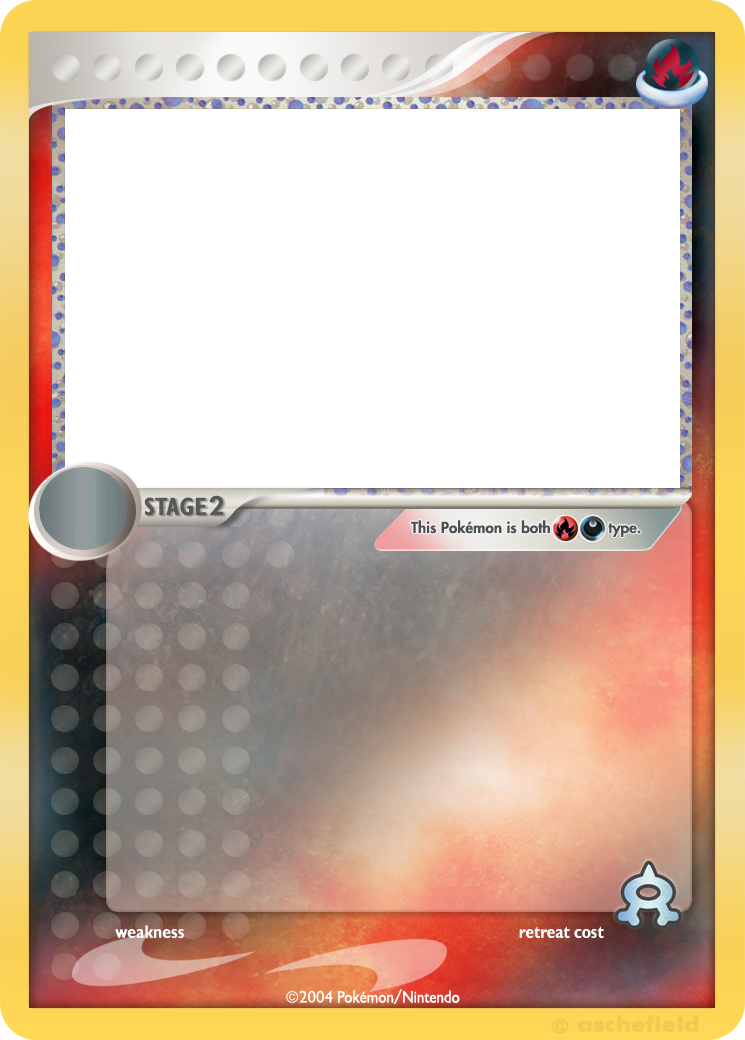 STAGE2
This Pokémon is both type.
weakness
retreat cost
©2004 Pokémon/Nintendo
© aschefield